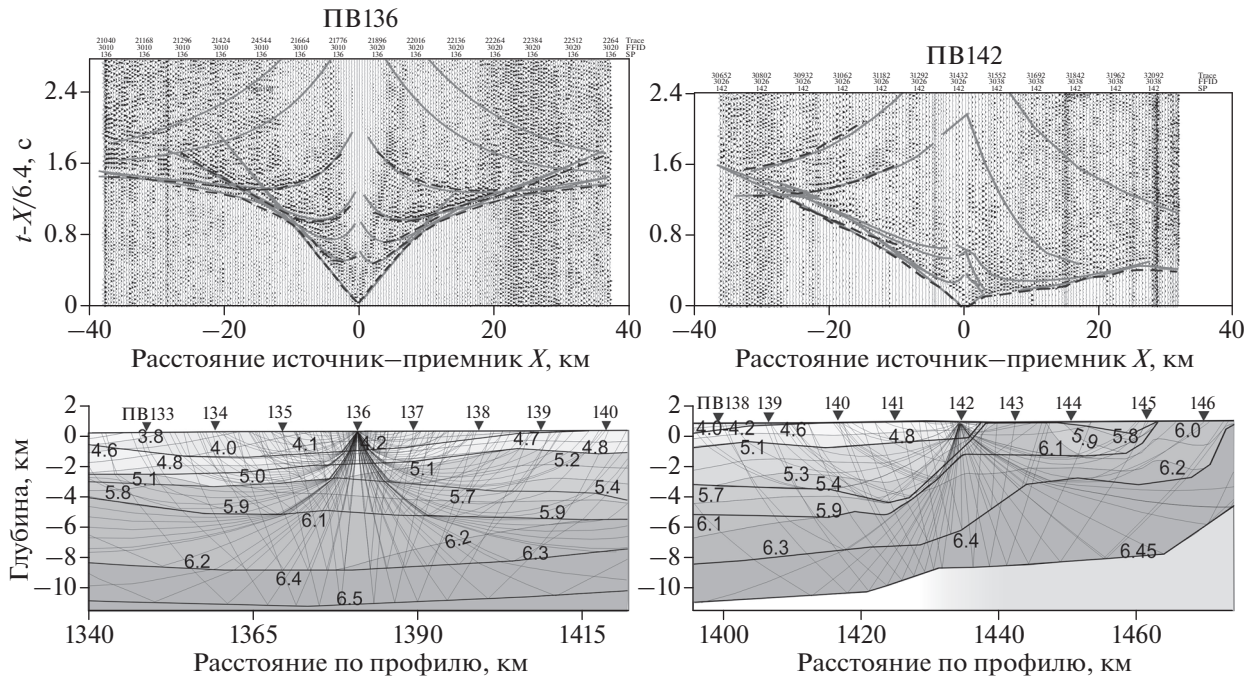 ПВ136
21040 21168 21296 21424 24544 21664 21776 21896 22016 22136 22264 22384 22512 2264 Trace
3010 3010 3010 3010 3010 3010 3020 3020 3020 3020 3020 3020 3020 3020 FFID
136 136 136 136 136 136 136 136 136 136 136 136 136 136 SP
2.4
1.6
0.8
0
t-X/6.4, с
−40 −20 0 20 40
Расстояние источник–приемник X, км
ПВ142
30652 30802 30932 31062 31182 31292 31432 31552 31692 31842 31962 32092 Trace
3026 3026 3026 3026 3026 3026 3026 3038 3038 3038 3038 3038 FFID
142 142 142 142 142 142 142 142 142 142 142 142 SP
2.4
1.6
0.8
0
−40 −20 0 20 40
Расстояние источник–приемник X, км
ПВ133 134 135 136 137 138 139 140
2
0
−2
−4
−6
−8
−10
Глубина, км
3.8 4.0 4.1 4.2 4.7
4.6 4.8 4.8
5.1 5.0 5.1 5.2
5.8 5.9 5.7 5.4
6.1 5.9
6.2 6.2 6.3
6.4
6.5
1340 1365 1390 1415
Расстояние по профилю, км
ПВ138 139 140 141 142 143 144 145 146
2
0
−2
−4
−6
−8
−10
4.0 4.2 4.6 4.8 5.9 5.8 6.0
5.1 6.1
5.3 5.4 6.2
5.7 5.9
6.1
6.3 6.4 6.45
1400 1420 1440 1460
Расстояние по профилю, км